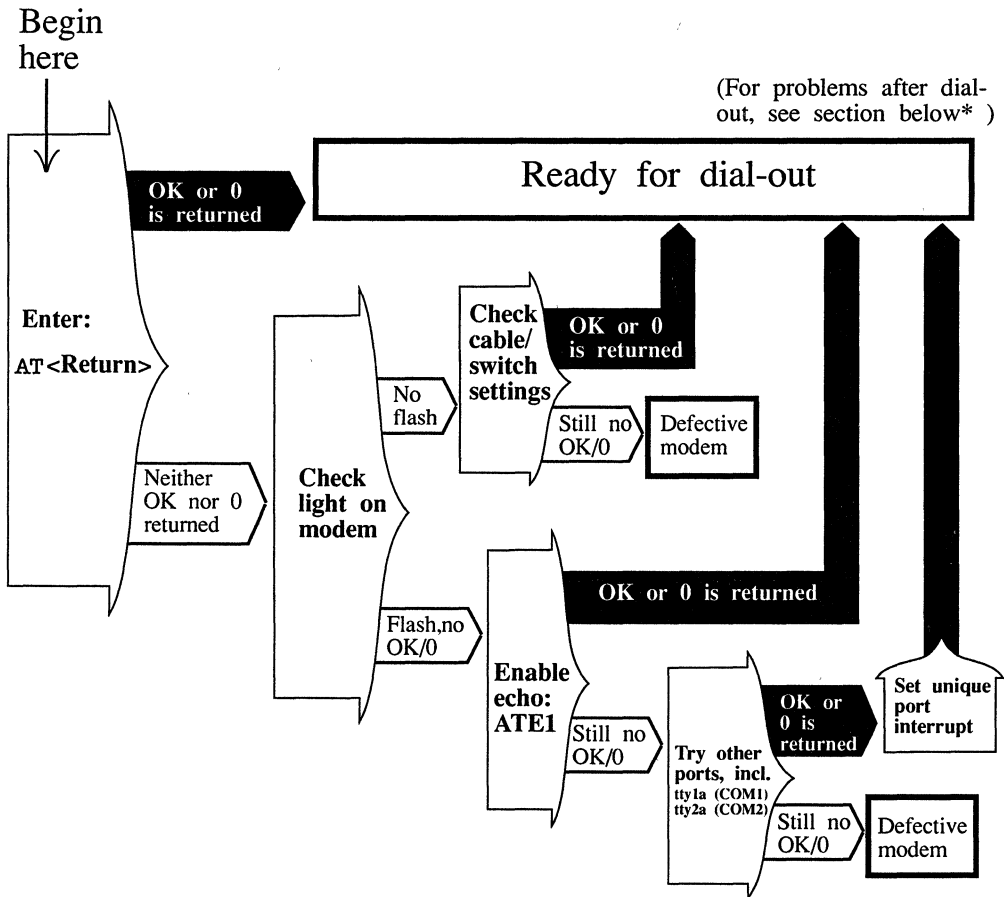 Begin
here
(For problems after dial-
out, see section below* )
Ready for dial-out
OK or 0
is returned
Enter:
AT <Return>
Neither
OK nor 0
returned
Check
light on
modem
No
flash
Check
cable/
switch
settings
OK or 0
is returned
Still no
OK/0
Defective
modem
Flash,no
OK/0
Enable
echo:
ATE1
OK or 0 is returned
Still no
OK/0
Try other
ports, incl.
tty1a (COM1)
tty2a (COM2)
OK or
0 is
returned
Set unique
port
interrupt
Still no
OK/0
Defective
modem